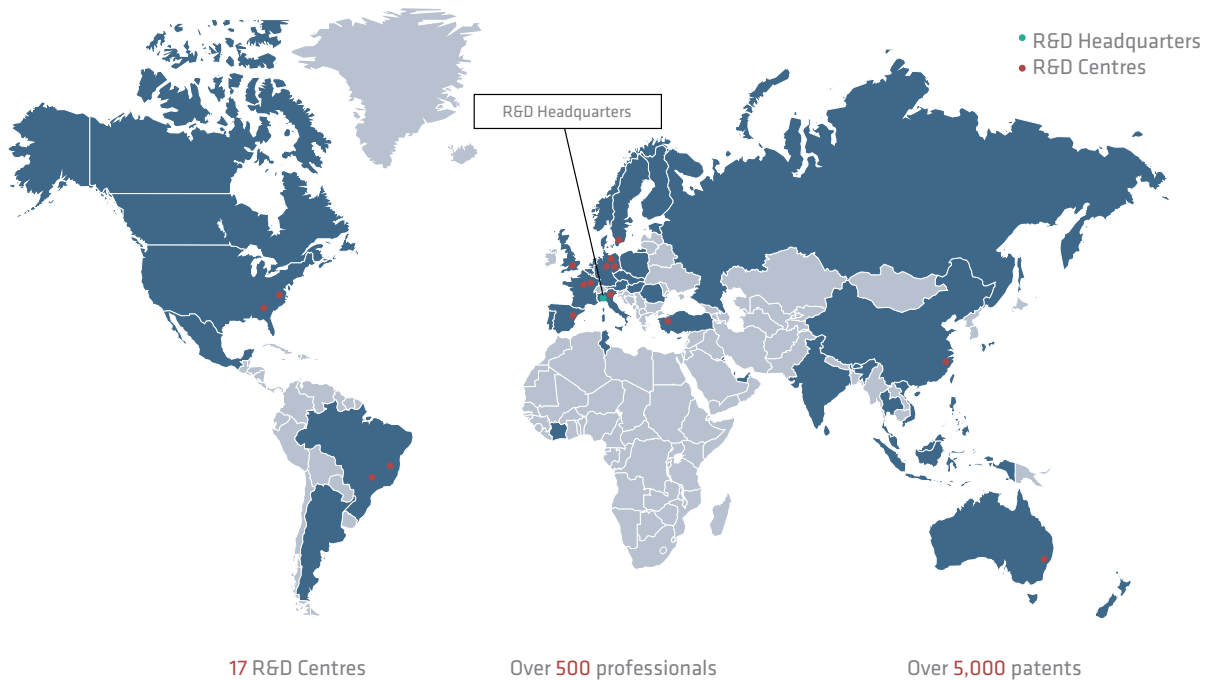 R&D Headquarters
R&D Centres
R&D Headquarters
17 R&D Centres
Over 500 professionals
Over 5,000 patents